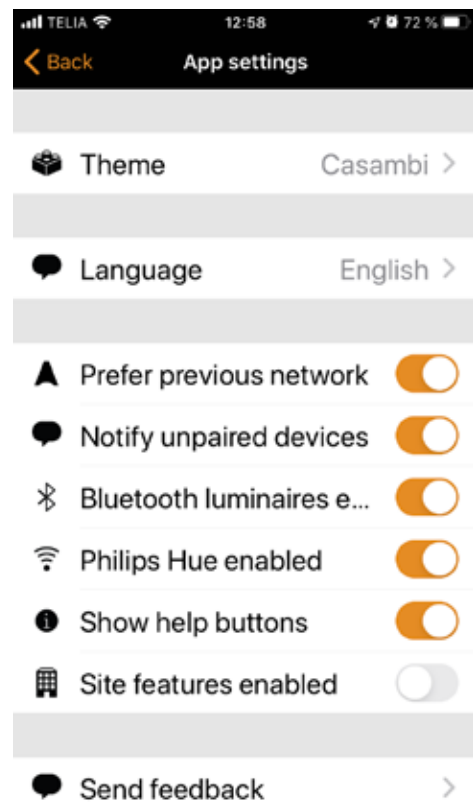 TELIA 12:58 72 %
Back App settings
Theme Casambi
Language English
Prefer previous network
Notify unpaired devices
Bluetooth luminaires e...
Philips Hue enabled
Show help buttons
Site features enabled
Send feedback